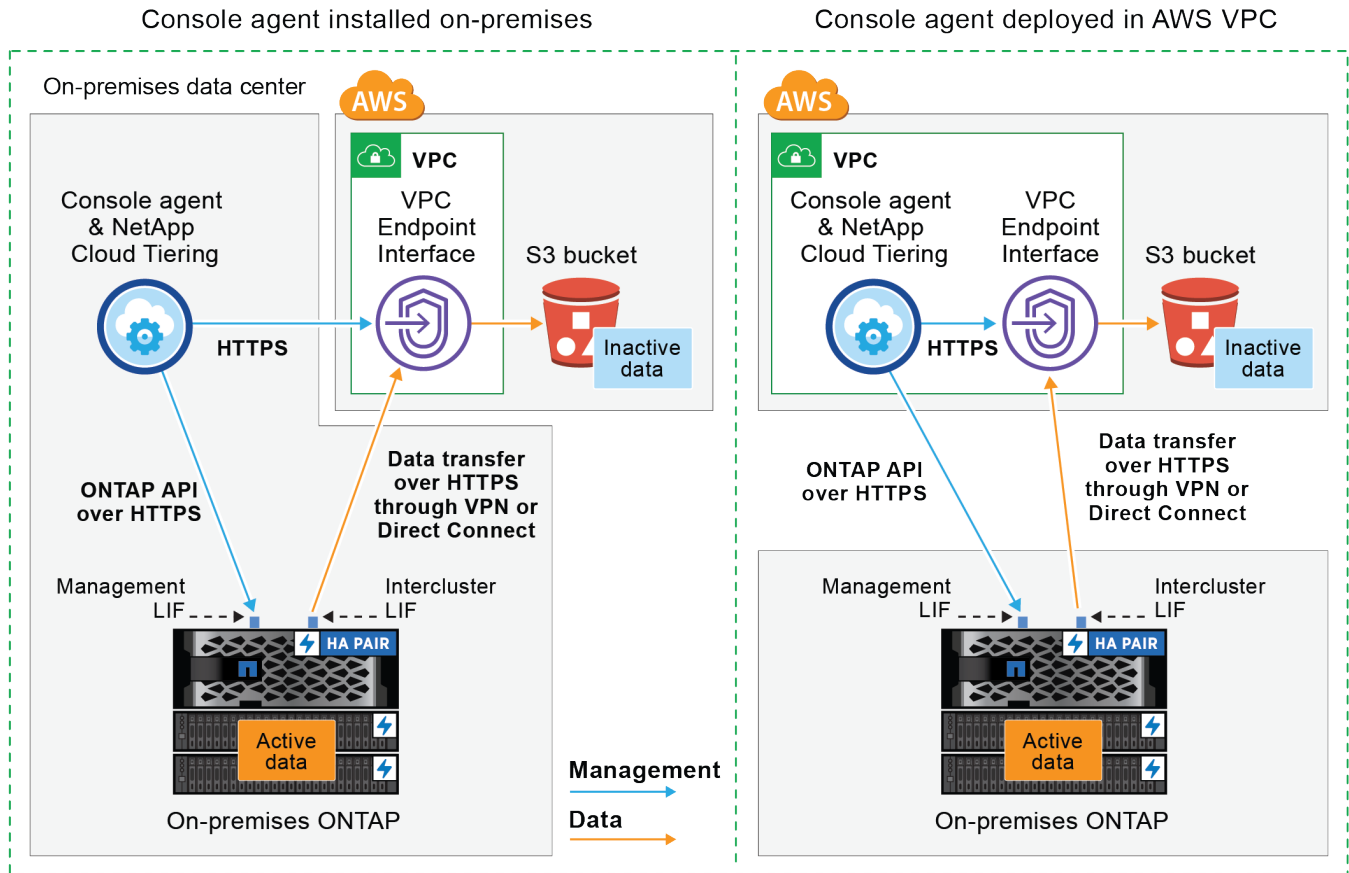 Console agent installed on-premises
On-premises data center
AWS
VPC
Console agent
& NetApp
Cloud Tiering
VPC
Endpoint
Interface
S3 bucket
HTTPS
Inactive
data
ONTAP API
over HTTPS
Data transfer
over HTTPS
through VPN or
Direct Connect
Management
LIF
Intercluster
LIF
HA PAIR
Active
data
On-premises ONTAP
Management
Data
Console agent deployed in AWS VPC
AWS
VPC
Console agent
& NetApp
Cloud Tiering
VPC
Endpoint
Interface
S3 bucket
HTTPS
Inactive
data
ONTAP API
over HTTPS
Data transfer
over HTTPS
through VPN or
Direct Connect
Management
LIF
Intercluster
LIF
HA PAIR
Active
data
On-premises ONTAP